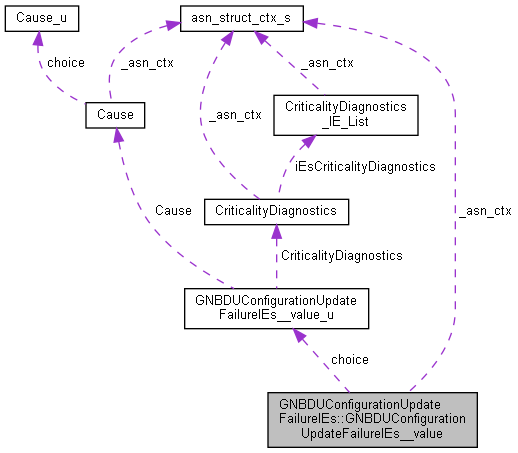 Cause_u
asn_struct_ctx_s
choice
_asn_ctx
_asn_ctx
Cause
_asn_ctx
CriticalityDiagnostics
_IE_List
iEsCriticalityDiagnostics
Cause
CriticalityDiagnostics
_asn_ctx
CriticalityDiagnostics
GNBDUConfigurationUpdate
FailureIEs__value_u
choice
GNBDUConfigurationUpdate
FailureIEs::GNBDUConfiguration
UpdateFailureIEs__value